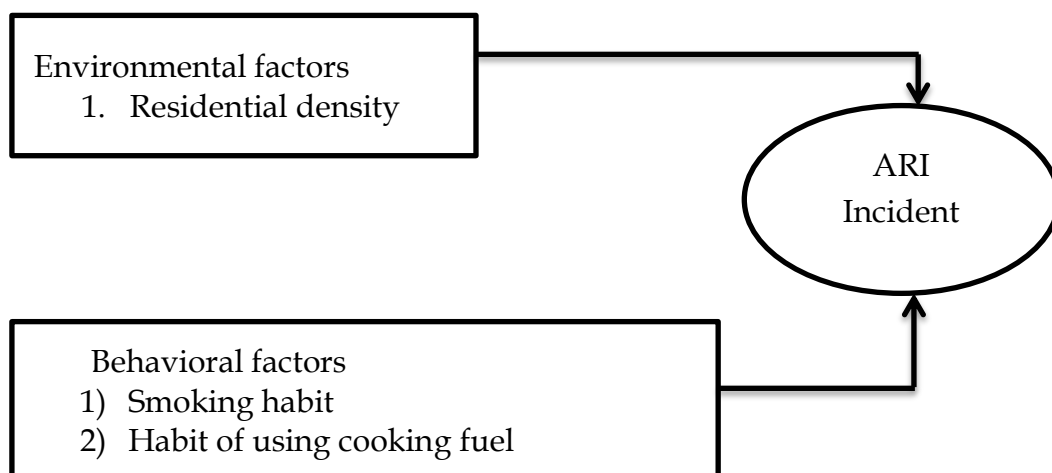 Environmental factors
1. Residential density
ARI
Incident
Behavioral factors
1) Smoking habit
2) Habit of using cooking fuel